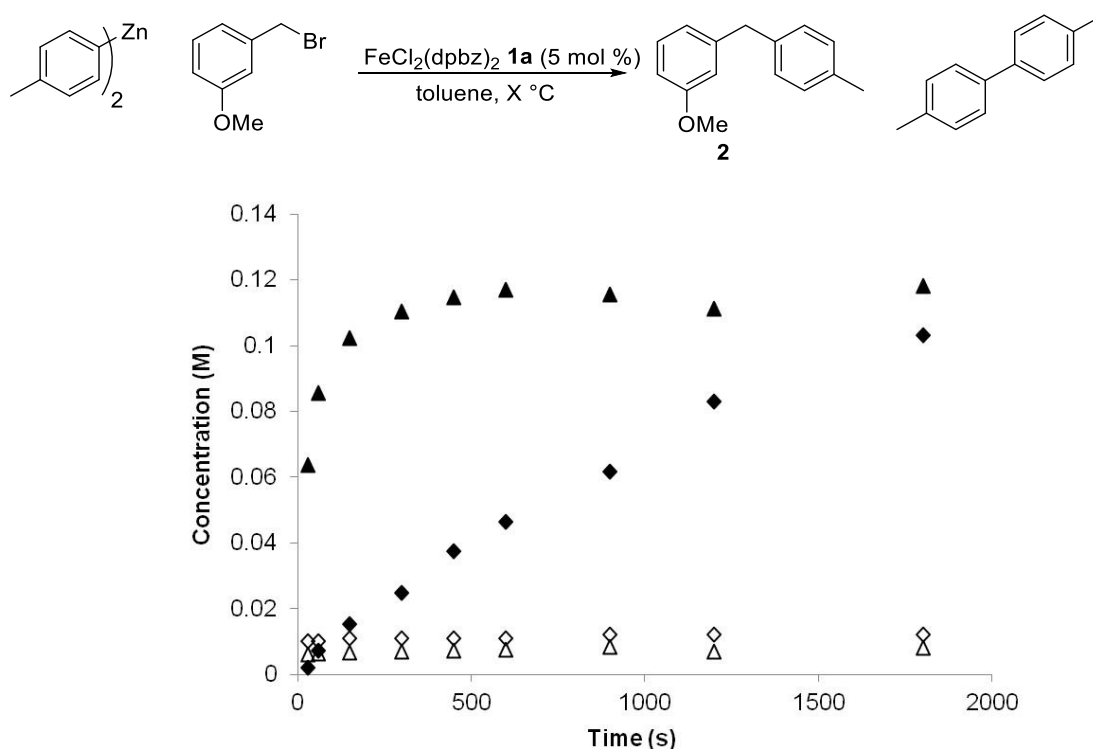 Zn
2
Br
OMe
FeCl2(dpbz)2 1a (5 mol %)
toluene, X °C
OMe
2
0.14
0.12
0.1
0.08
0.06
0.04
0.02
0
Concentration (M)
0
500
1000
1500
2000
Time (s)